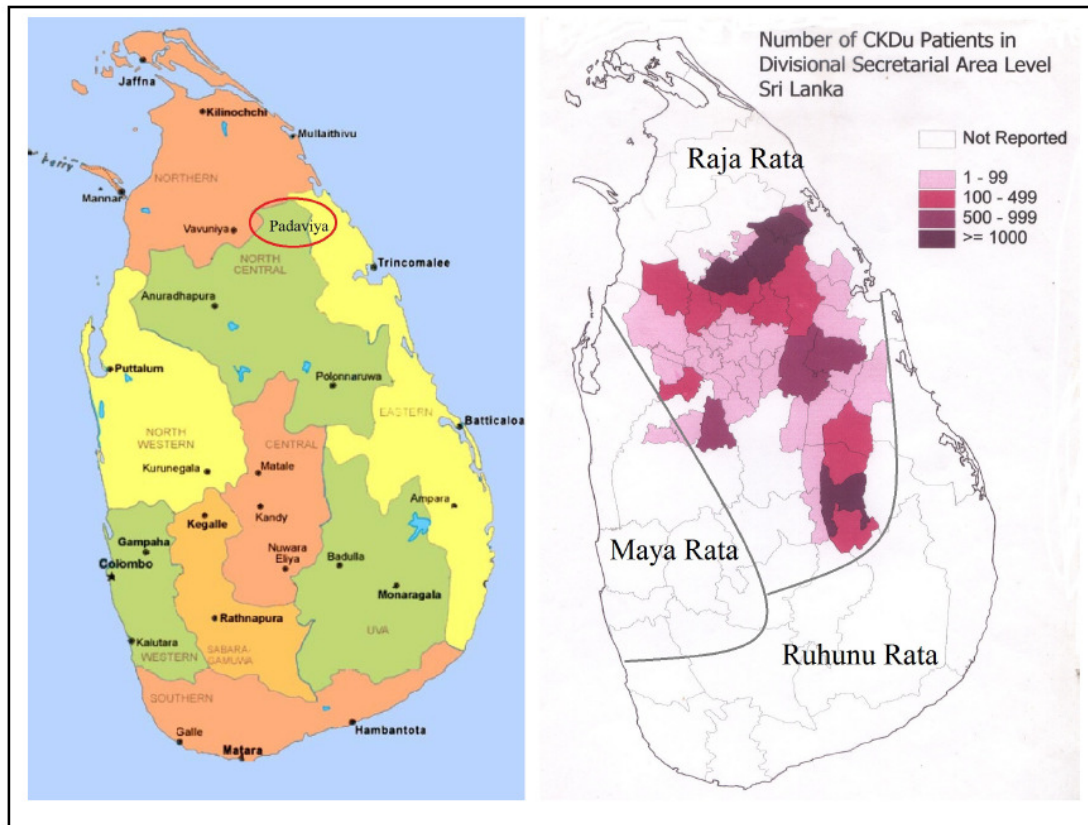 Jaffna
Kilinochchi
Mullaithivu
ferry
NORTHERN
Mannar
Padaviya
Vavuniya
NORTH
CENTRAL
Trincomalee
Anuradhapura
Puttalum
Polonnaruwa
EASTERN
NORTH
WESTERN
CENTRAL
Batticaloa
Kurunegala
Matale
Ampara
Kegalle
Kandy
Gampaha
Nuwara
Eliya
Badulla
Colombo
Monaragala
Rathnapura
Kalutara
WESTERN
SABARA-
GAMUWA
UVA
SOUTHERN
Galle
Matara
Hambantota
Number of CKDu Patients in
Divisional Secretarial Area Level
Sri Lanka
Not Reported
1 - 99
100 - 499
500 - 999
>= 1000
Raja Rata
Maya Rata
Ruhunu Rata